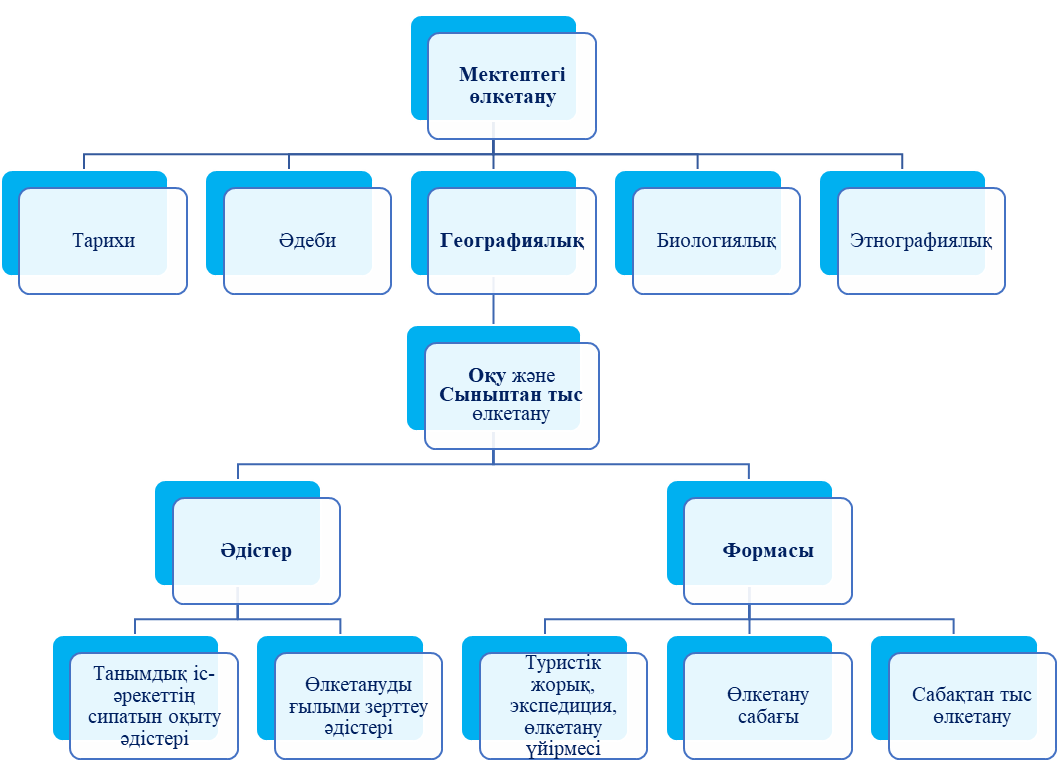 Мектептегі
өлкетану
Тарихи
Әдеби
Географиялық
Биологиялық
Этнографиялық
Оқу және
Сыныптан тыс
өлкетану
Әдістер
Формасы
Танымдық іс-
әрекеттің
сипатын оқыту
әдістері
Өлкетануды
ғылыми зерттеу
әдістері
Туристік
жорық,
экспедиция,
өлкетану
үйірмесі
Өлкетану
сабағы
Сабақтан тыс
өлкетану